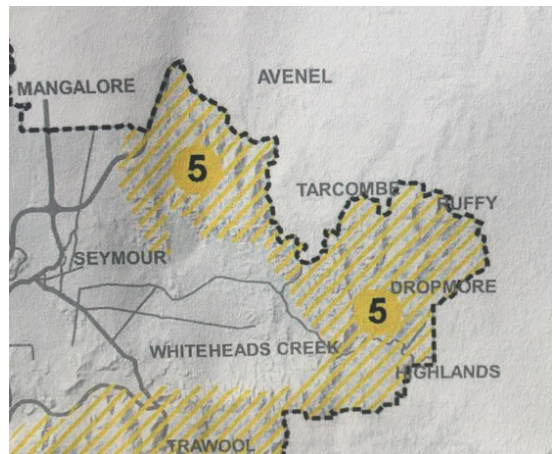 AVENEL
MANGALORE
5
TARCOMBE
RUFFY
SEYMOUR
DROPMORE
5
WHITEHEADS CREEK
HIGHLANDS
TRAWOOL